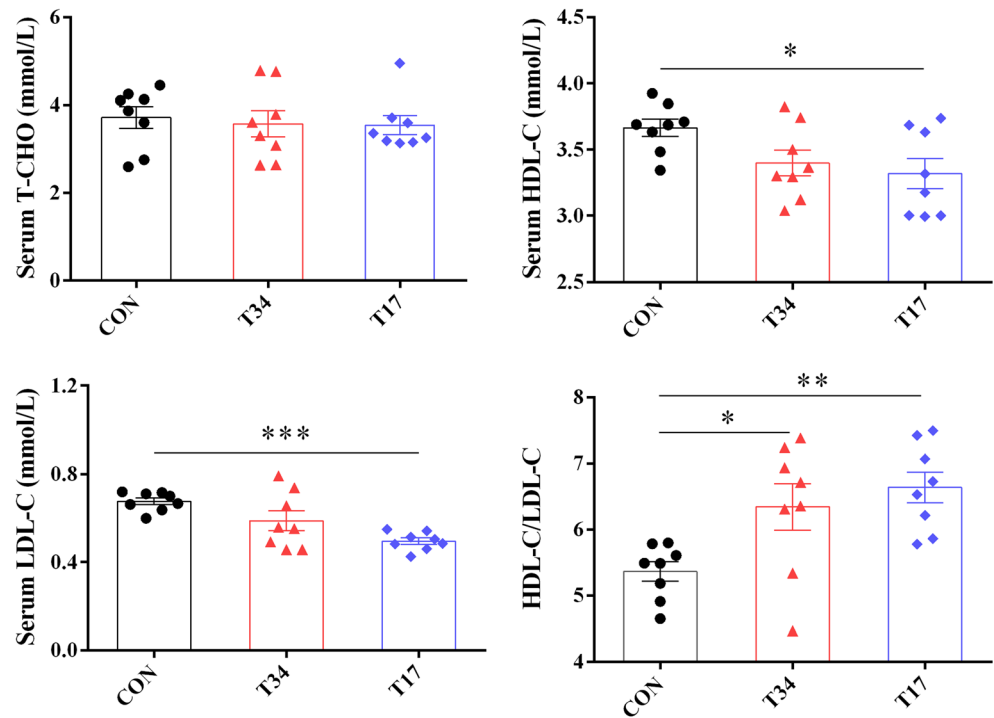 Serum T-CHO (mmol/L)
6
4
2
0
CON
T34
T17
Serum HDL-C (mmol/L)
4.5
4.0
3.5
3.0
2.5
*
CON
T34
T17
Serum LDL-C (mmol/L)
1.2
0.8
0.4
0.0
***
CON
T34
T17
HDL-C/LDL-C
8
7
6
5
4
**
*
CON
T34
T17